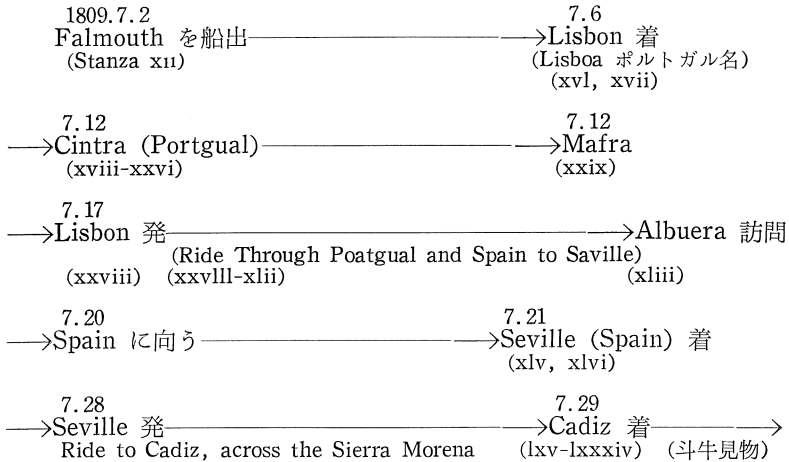 1809.7.2 7.6
Falmouth を船出 Lisbon 着
(Stanza xii) (Lisboa ポルトガル名)
(xvl, xvii)
7.12 7.12
Cintra (Portgual) Mafra
(xviii-xxvi) (xxix)
7.17
Lisbon 発 Albuera 訪問
(Ride Through Poatgual and Spain to Saville)
(xxviii) (xxvlll-xlii) (xliii)
7.20 7.21
Spain に向う Seville (Spain) 着
(xlv, xlvi)
7.28 7.29
Seville 発 Cadiz 着
Ride to Cadiz, across the Sierra Morena (lxv-lxxxiv) (斗牛見物)